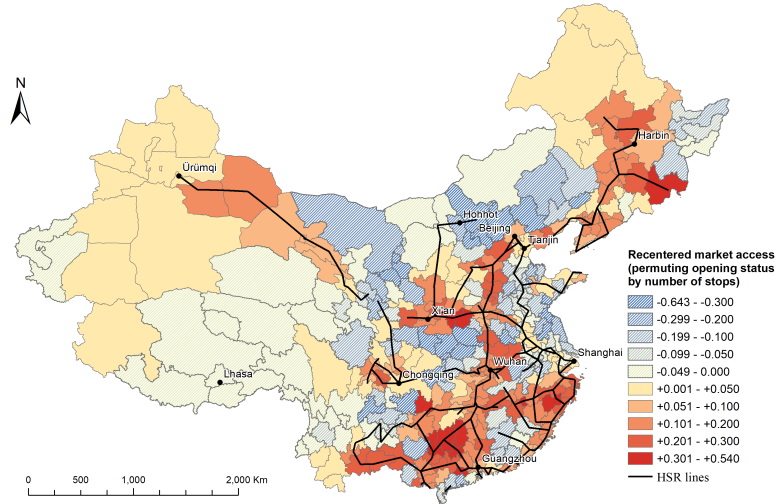 N
Harbin
Ürümqi
Hohhot
Beijing
Tianjin
Xi'an
Lhasa
Chongqing
Wuhan
Shanghai
Guangzhou
Recentered market access
(permuting opening status
by number of stops)
-0.643 - -0.300
-0.299 - -0.200
-0.199 - -0.100
-0.099 - -0.050
-0.049 - 0.000
+0.001 - +0.050
+0.051 - +0.100
+0.101 - +0.200
+0.201 - +0.300
+0.301 - +0.540
HSR lines
0 500 1,000 2,000 Km